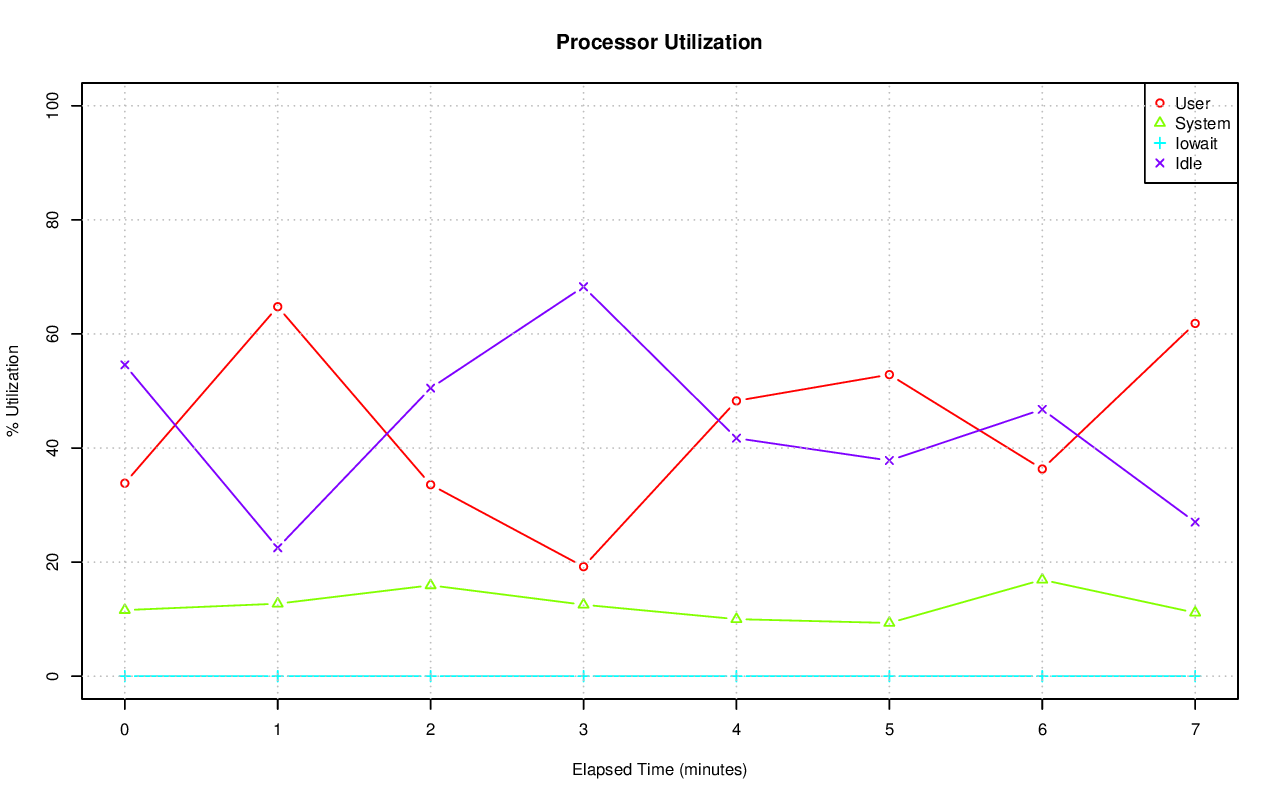 Processor Utilization
User
System
Iowait
Idle
% Utilization
100
80
60
40
20
0
0 1 2 3 4 5 6 7
Elapsed Time (minutes)